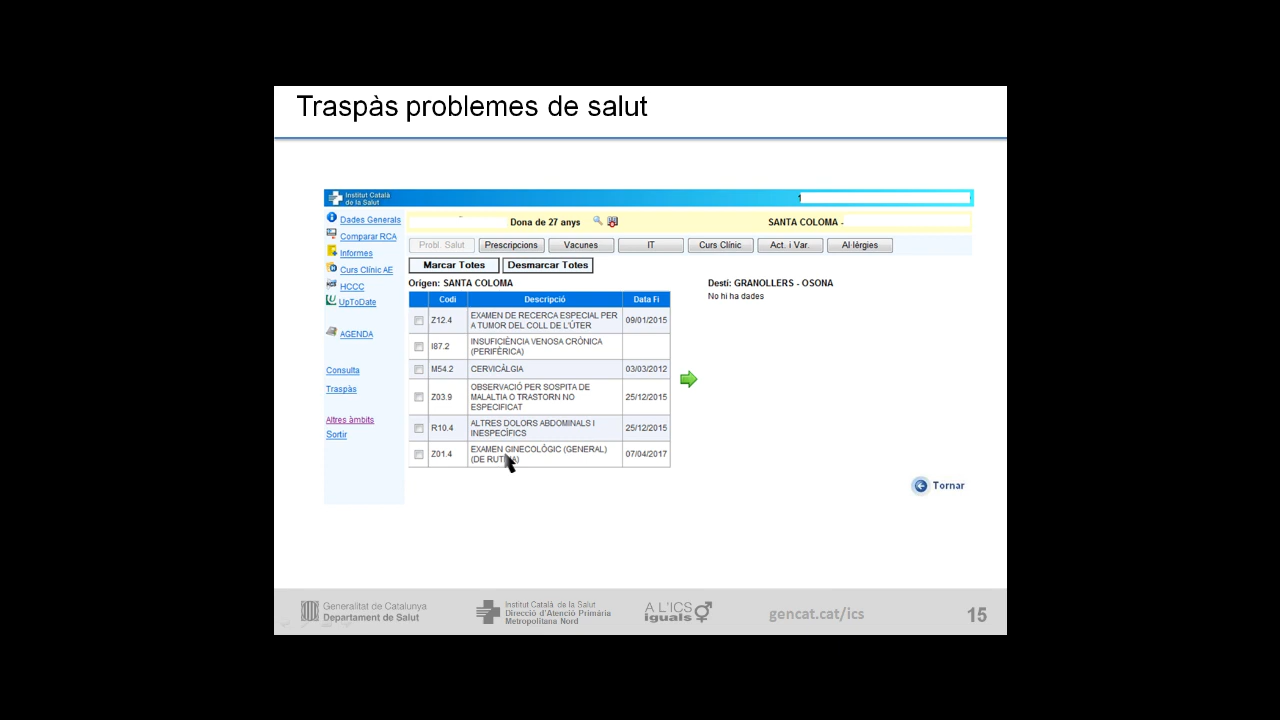 Traspàs problemes de salut
Institut Català
de la Salut
Dona de 27 anys
SANTA COLOMA -
Dades Generals
Comparar RCA
Informes
Curs Clínic AE
HCCC
UpToDate
AGENDA
Consulta
Traspàs
Altres àmbits
Sortir
Probl. Salut
Prescripcions
Vacunes
IT
Curs Clínic
Act. i Var.
Al·lèrgies
Marcar Totes
Desmarcar Totes
Origen: SANTA COLOMA
Codi Descripció Data Fi
Z12.4 EXAMEN DE RECERCA ESPECIAL PER 09/01/2015
A TUMOR DEL COLL DE L'ÚTER
I87.2 INSUFICIÈNCIA VENOSA CRÒNICA
(PERIFÈRICA)
M54.2 CERVICÀLGIA 03/03/2012
Z03.9 OBSERVACIÓ PER SOSPITA DE 25/12/2015
MALALTIA O TRASTORN NO
ESPECIFICAT
R10.4 ALTRES DOLORS ABDOMINALS I 25/12/2015
INESPECÍFICS
Z01.4 EXAMEN GINECOLÒGIC (GENERAL) 07/04/2017
(DE RUTINA)
Destí: GRANOLLERS - OSONA
No hi ha dades
Tornar
Generalitat de Catalunya
Departament de Salut
Institut Català de la Salut
Direcció d'Atenció Primària
Metropolitana Nord
A L'ICS
iguals
gencat.cat/ics
15